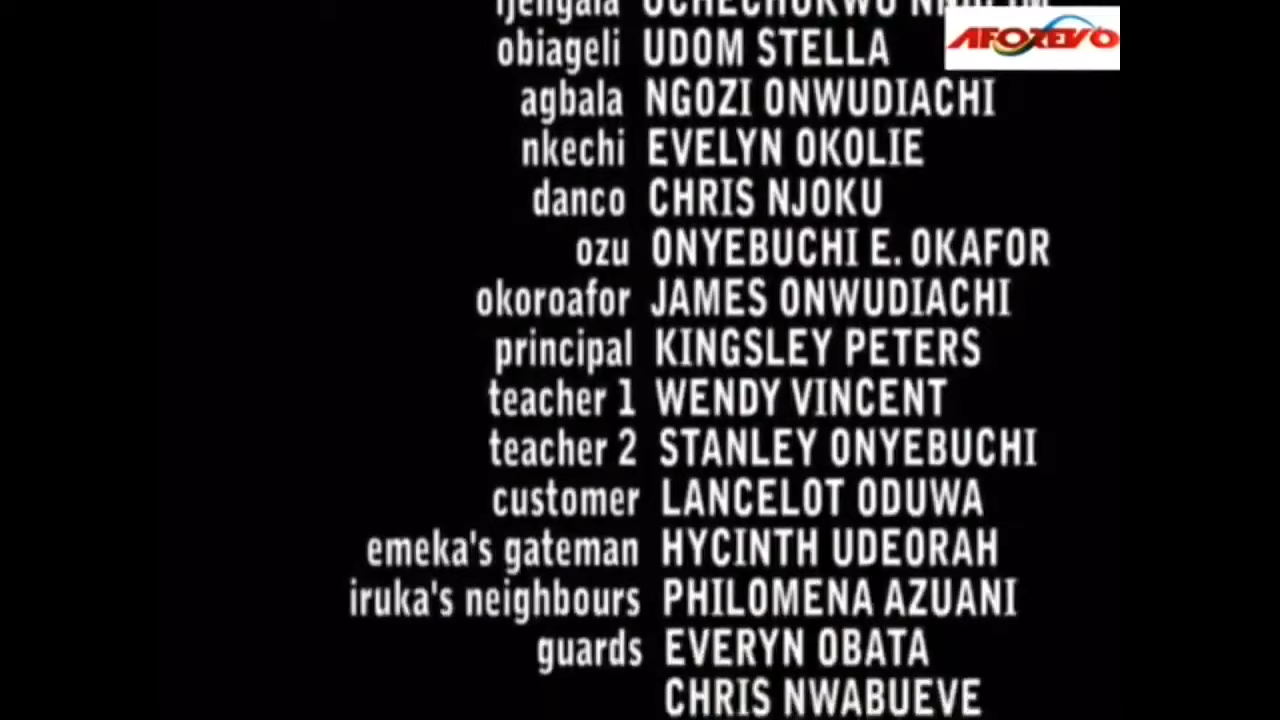 AFOREVO
obiageli UDOM STELLA
agbala NGOZI ONWUDIACHI
nkechi EVELYN OKOLIE
danco CHRIS NJOKU
ozu ONYEBUCHI E. OKAFOR
okoroafor JAMES ONWUDIACHI
principal KINGSLEY PETERS
teacher 1 WENDY VINCENT
teacher 2 STANLEY ONYEBUCHI
customer LANCELOT ODUWA
emeka's gateman HYCINTH UDEORAH
iruka's neighbours PHILOMENA AZUANI
guards EVERYN OBATA
CHRIS NWABUEVE